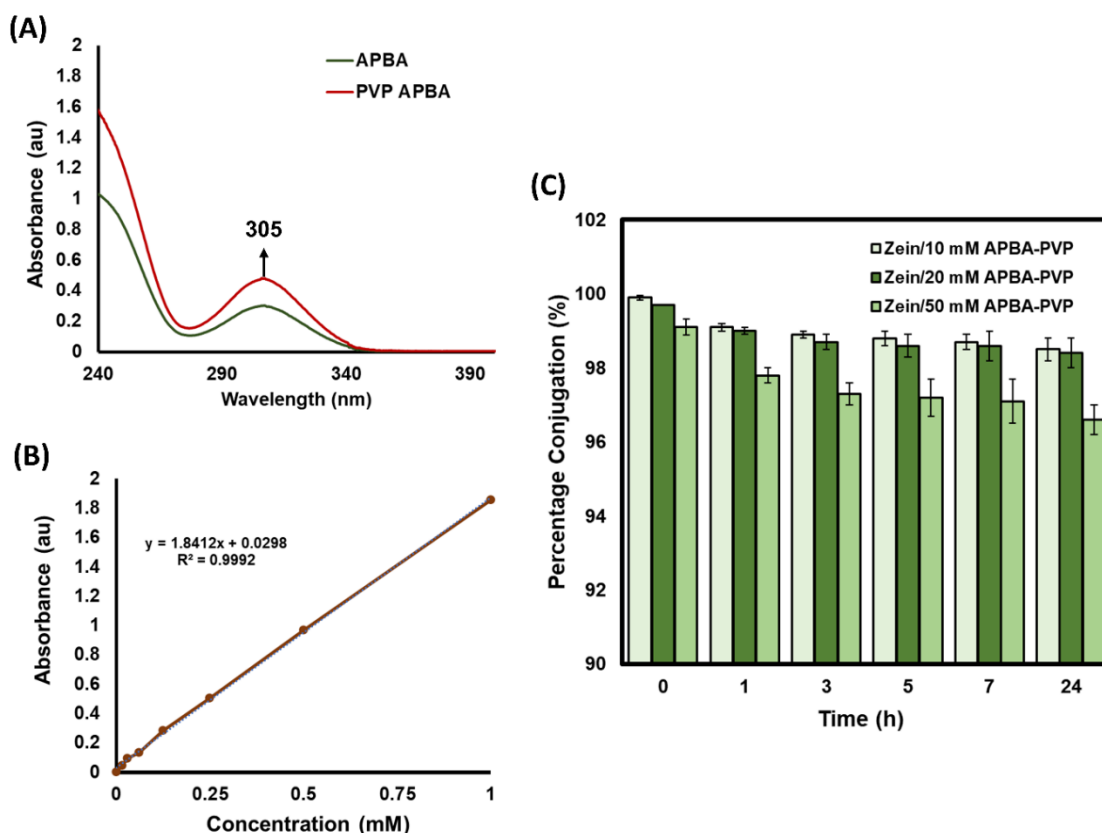 (A)
2
1.8
1.6
1.4
1.2
1
0.8
0.6
0.4
0.2
0
Absorbance (au)
APBA
PVP APBA
305
240 290 340 390
Wavelength (nm)
(B)
2
1.8
1.6
1.4
1.2
1
0.8
0.6
0.4
0.2
0
Absorbance (au)
y = 1.8412x + 0.0298
R² = 0.9992
0 0.25 0.5 0.75 1
Concentration (mM)
(C)
102
100
98
96
94
92
90
Percentage Conjugation (%)
Zein/10 mM APBA-PVP
Zein/20 mM APBA-PVP
Zein/50 mM APBA-PVP
0 1 3 5 7 24
Time (h)